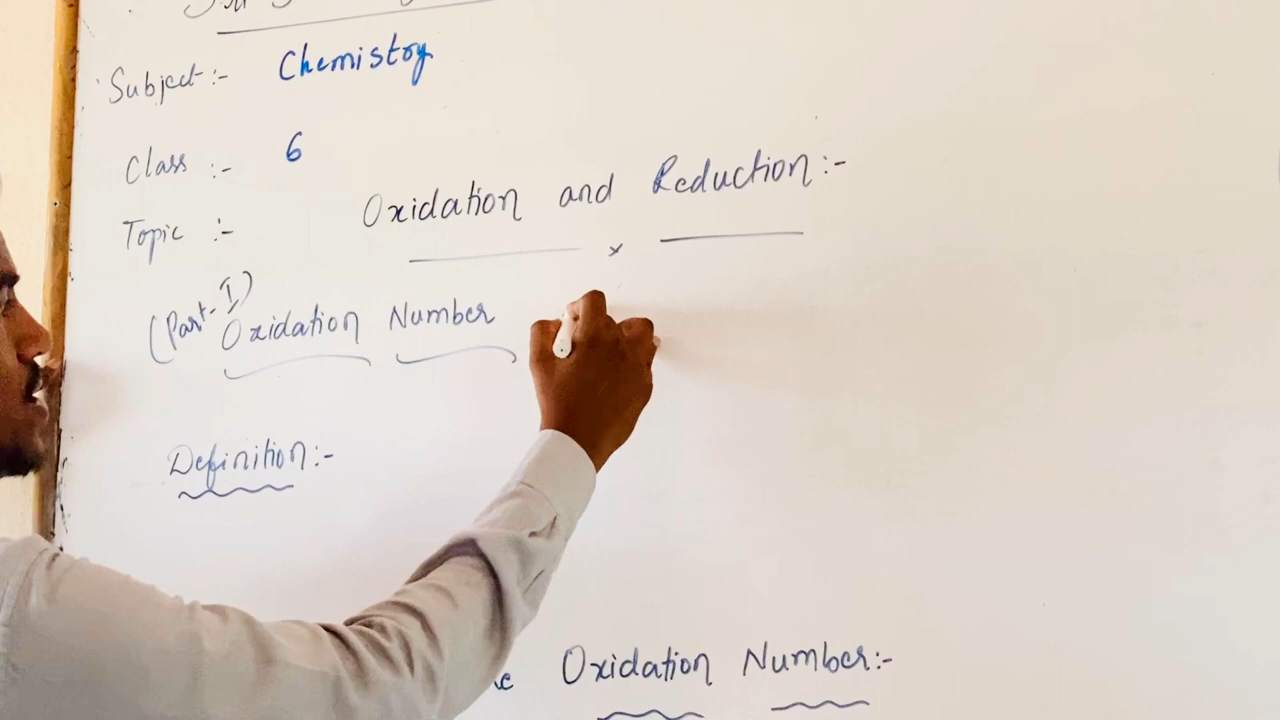 Subject:- Chemistry
Class :- 6
Topic :- Oxidation and Reduction:-
(Part-I)
Oxidation Number
Definition:-
Oxidation Number:-